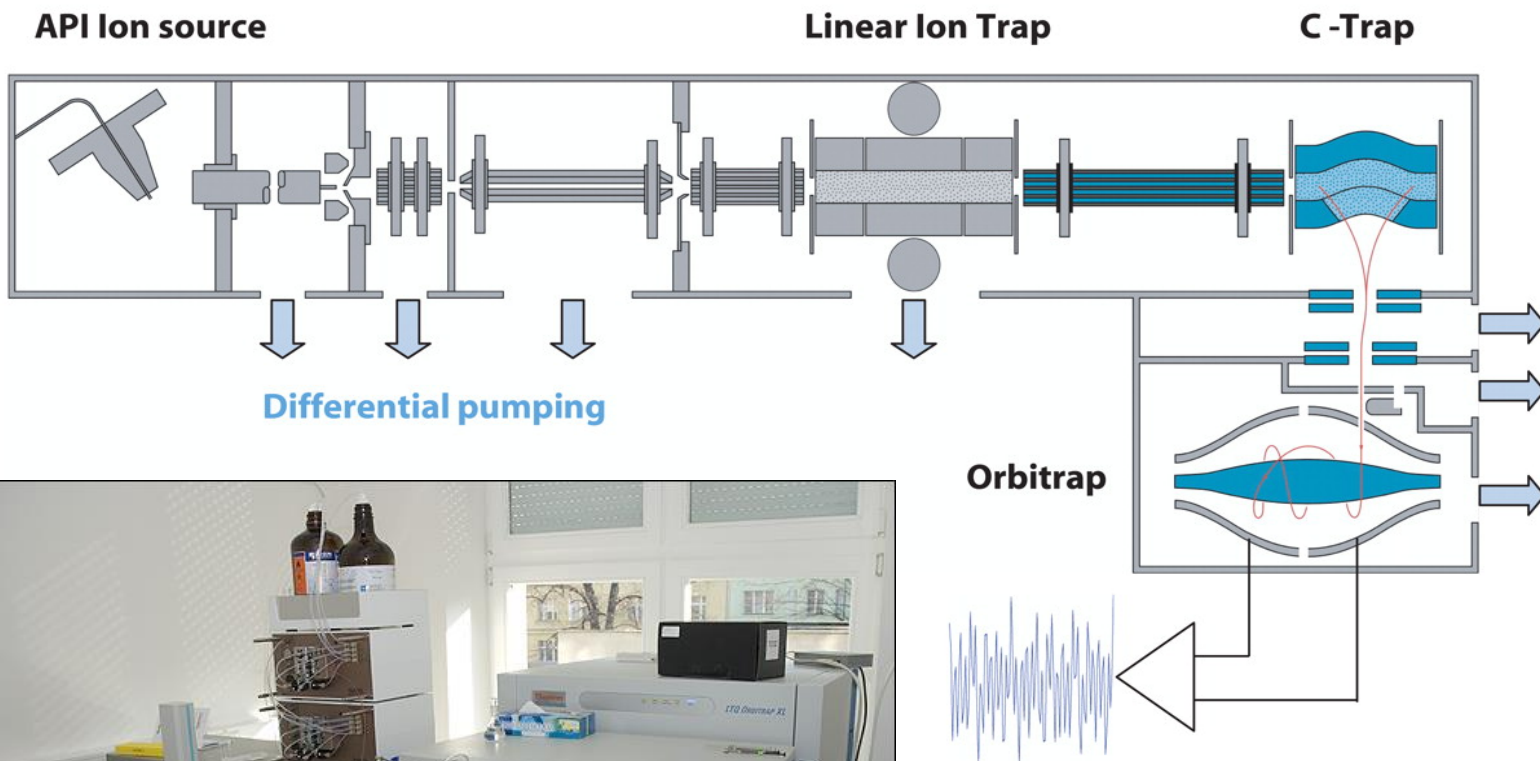 API Ion source
Linear Ion Trap
C -Trap
Differential pumping
Orbitrap
LTQ ORBITRAP XL